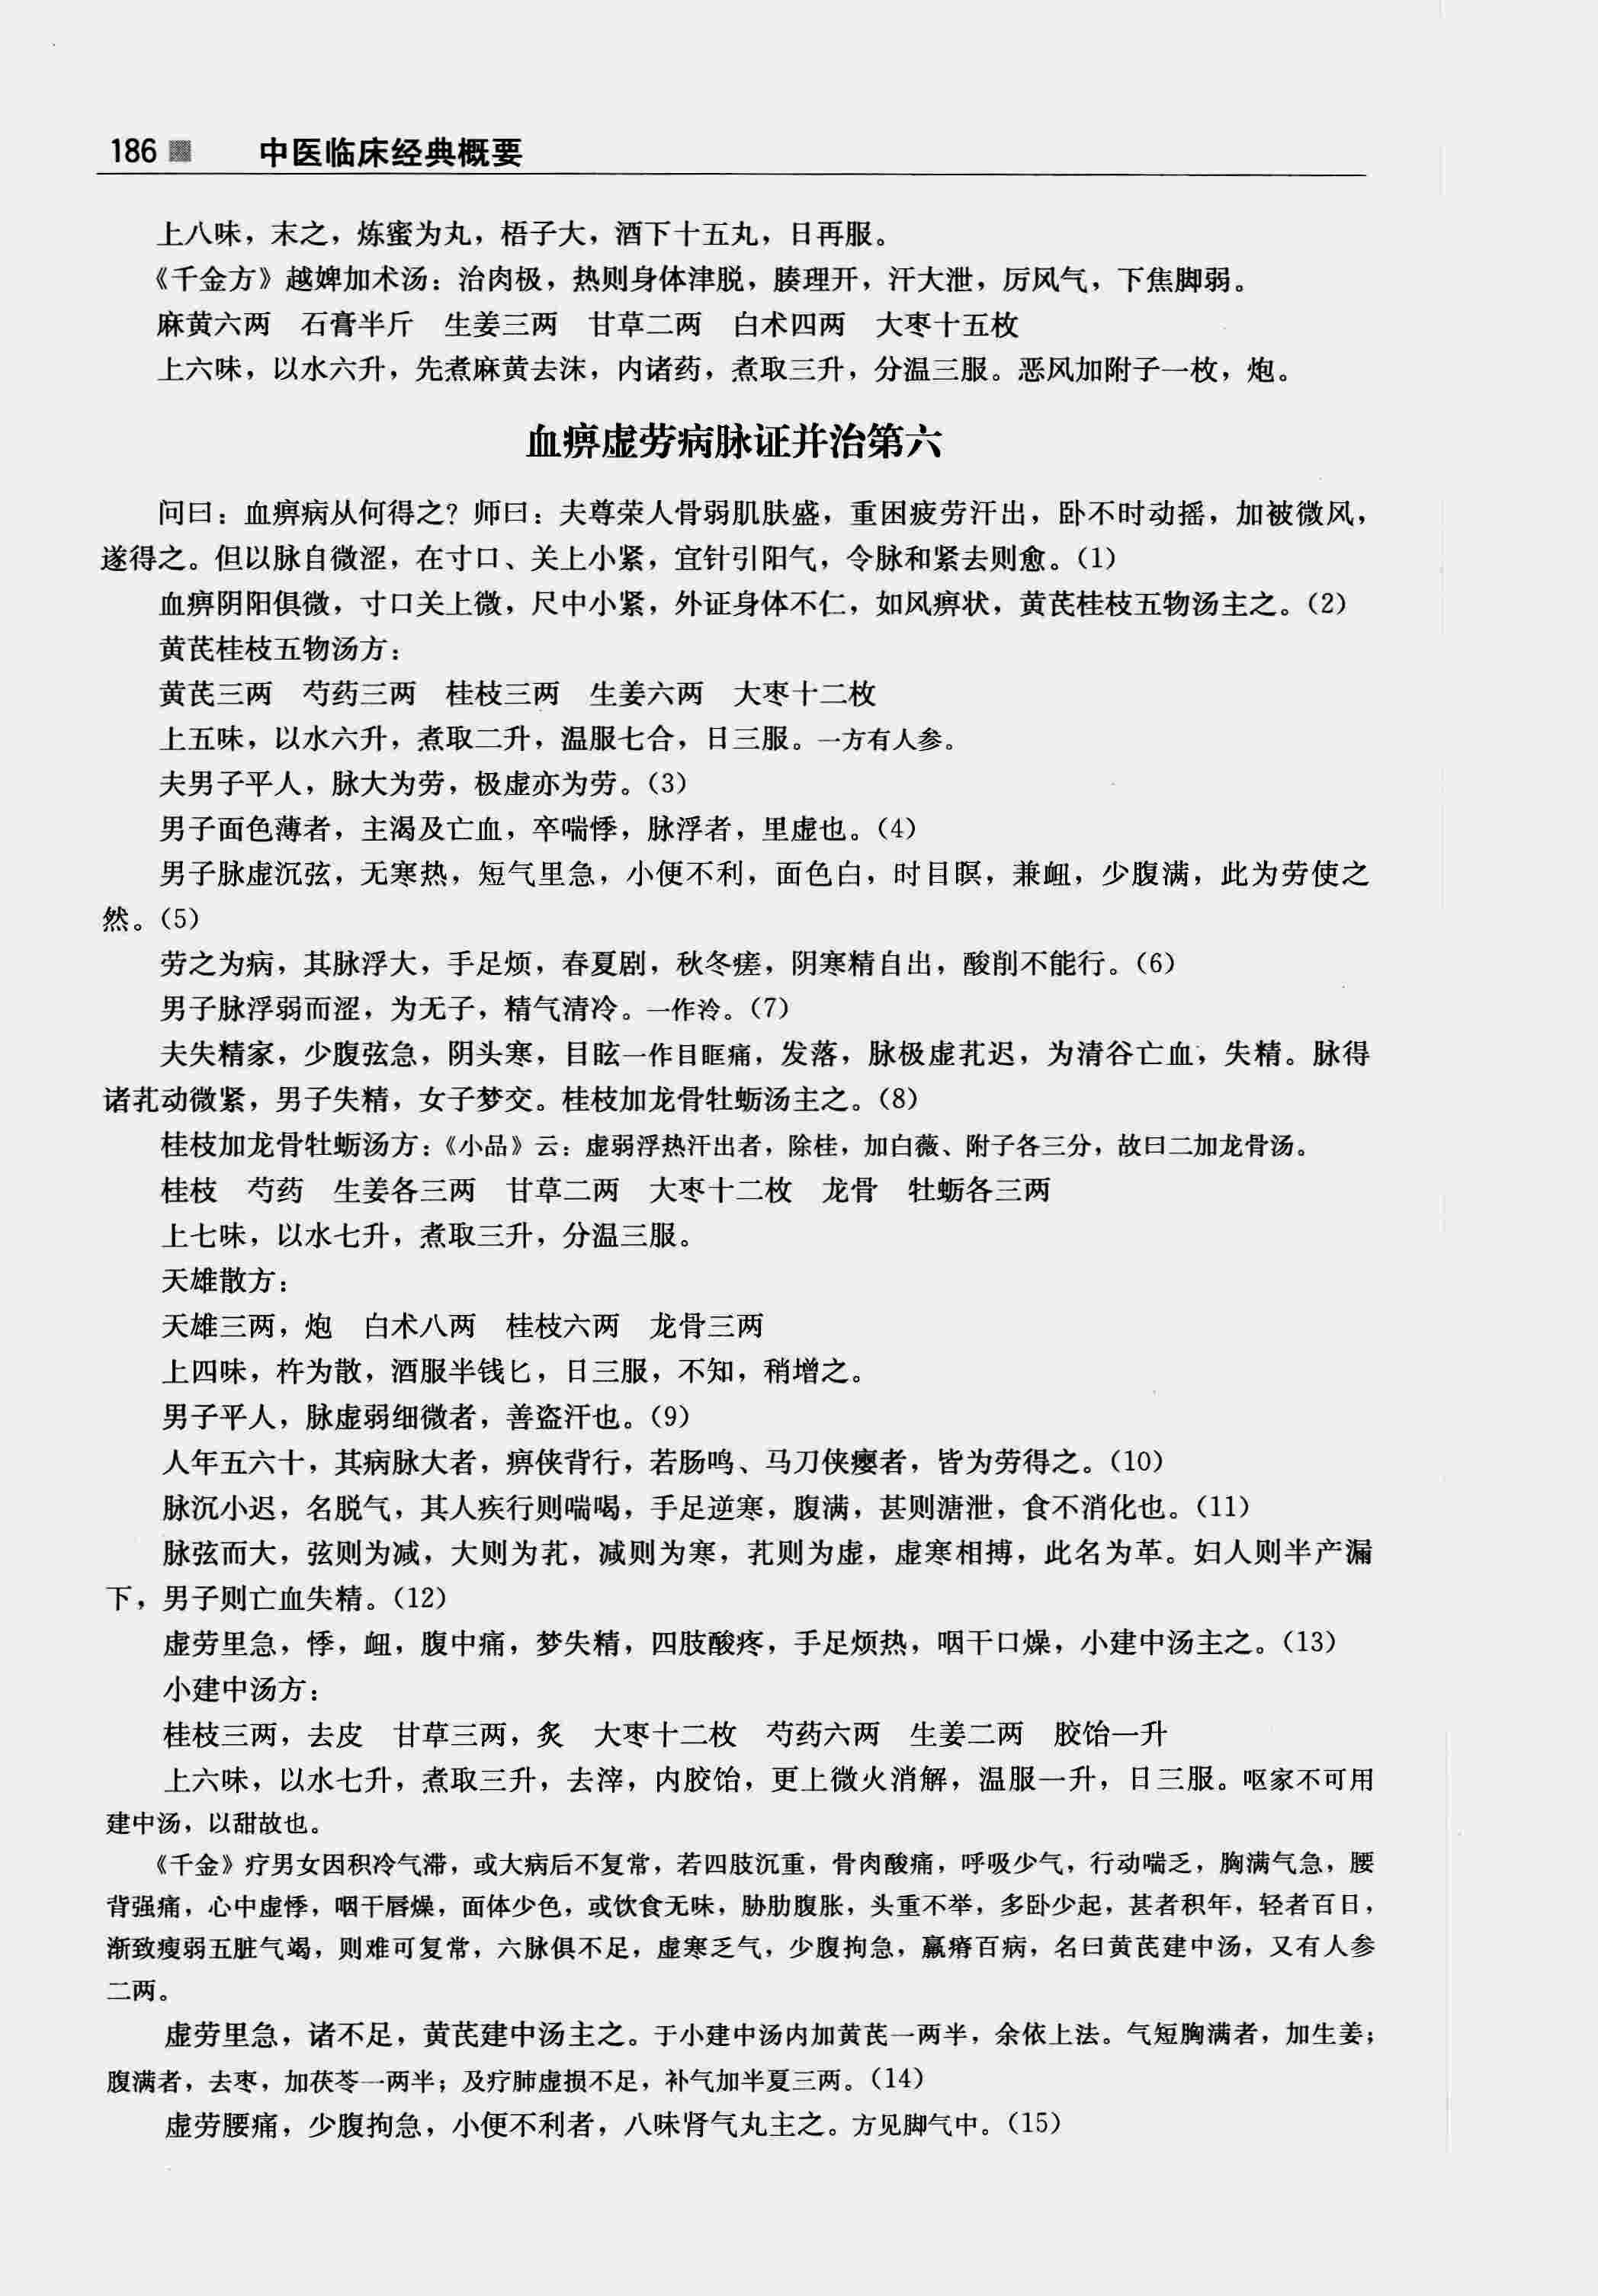 186 中医临床经典概要
上八味，末之，炼蜜为丸，梧子大，酒下十五丸，日再服。
《千金方》越婢加术汤：治肉极，热则身体津脱，腠理开，汗大泄，厉风气，下焦脚弱。
麻黄六两　石膏半斤　生姜三两　甘草二两　白术四两　大枣十五枚
上六味，以水六升，先煮麻黄去沫，内诸药，煮取三升，分温三服。恶风加附子一枚，炮。
血痹虚劳病脉证并治第六
问曰：血痹病从何得之？师曰：夫尊荣人骨弱肌肤盛，重困疲劳汗出，卧不时动摇，加被微风，
遂得之。但以脉自微涩，在寸口、关上小紧，宜针引阳气，令脉和紧去则愈。（1）
血痹阴阳俱微，寸口关上微，尺中小紧，外证身体不仁，如风痹状，黄芪桂枝五物汤主之。（2）
黄芪桂枝五物汤方：
黄芪三两　芍药三两　桂枝三两　生姜六两　大枣十二枚
上五味，以水六升，煮取二升，温服七合，日三服。一方有人参。
夫男子平人，脉大为劳，极虚亦为劳。（3）
男子面色薄者，主渴及亡血，卒喘悸，脉浮者，里虚也。（4）
男子脉虚沉弦，无寒热，短气里急，小便不利，面色白，时目瞑，兼衄，少腹满，此为劳使之
然。（5）
劳之为病，其脉浮大，手足烦，春夏剧，秋冬瘥，阴寒精自出，酸削不能行。（6）
男子脉浮弱而涩，为无子，精气清冷。一作泠。（7）
夫失精家，少腹弦急，阴头寒，目眩一作目眶痛，发落，脉极虚芤迟，为清谷亡血，失精。脉得
诸芤动微紧，男子失精，女子梦交。桂枝加龙骨牡蛎汤主之。（8）
桂枝加龙骨牡蛎汤方：《小品》云：虚弱浮热汗出者，除桂，加白薇、附子各三分，故曰二加龙骨汤。
桂枝　芍药　生姜各三两　甘草二两　大枣十二枚　龙骨　牡蛎各三两
上七味，以水七升，煮取三升，分温三服。
天雄散方：
天雄三两，炮　白术八两　桂枝六两　龙骨三两
上四味，杵为散，酒服半钱匕，日三服，不知，稍增之。
男子平人，脉虚弱细微者，善盗汗也。（9）
人年五六十，其病脉大者，痹侠背行，若肠鸣、马刀侠瘿者，皆为劳得之。（10）
脉沉小迟，名脱气，其人疾行则喘喝，手足逆寒，腹满，甚则溏泄，食不消化也。（11）
脉弦而大，弦则为减，大则为芤，减则为寒，芤则为虚，虚寒相搏，此名为革。妇人则半产漏
下，男子则亡血失精。（12）
虚劳里急，悸，衄，腹中痛，梦失精，四肢酸疼，手足烦热，咽干口燥，小建中汤主之。（13）
小建中汤方：
桂枝三两，去皮　甘草三两，炙　大枣十二枚　芍药六两　生姜二两　胶饴一升
上六味，以水七升，煮取三升，去滓，内胶饴，更上微火消解，温服一升，日三服。呕家不可用
建中汤，以甜故也。
《千金》疗男女因积冷气滞，或大病后不复常，若四肢沉重，骨肉酸痛，呼吸少气，行动喘乏，胸满气急，腰
背强痛，心中虚悸，咽干唇燥，面体少色，或饮食无味，胁肋腹胀，头重不举，多卧少起，甚者积年，轻者百日，
渐致瘦弱五脏气竭，则难可复常，六脉俱不足，虚寒乏气，少腹拘急，羸瘠百病，名曰黄芪建中汤，又有人参
二两。
虚劳里急，诸不足，黄芪建中汤主之。于小建中汤内加黄芪一两半，余依上法。气短胸满者，加生姜；
腹满者，去枣，加茯苓一两半；及疗肺虚损不足，补气加半夏三两。（14）
虚劳腰痛，少腹拘急，小便不利者，八味肾气丸主之。方见脚气中。（15）